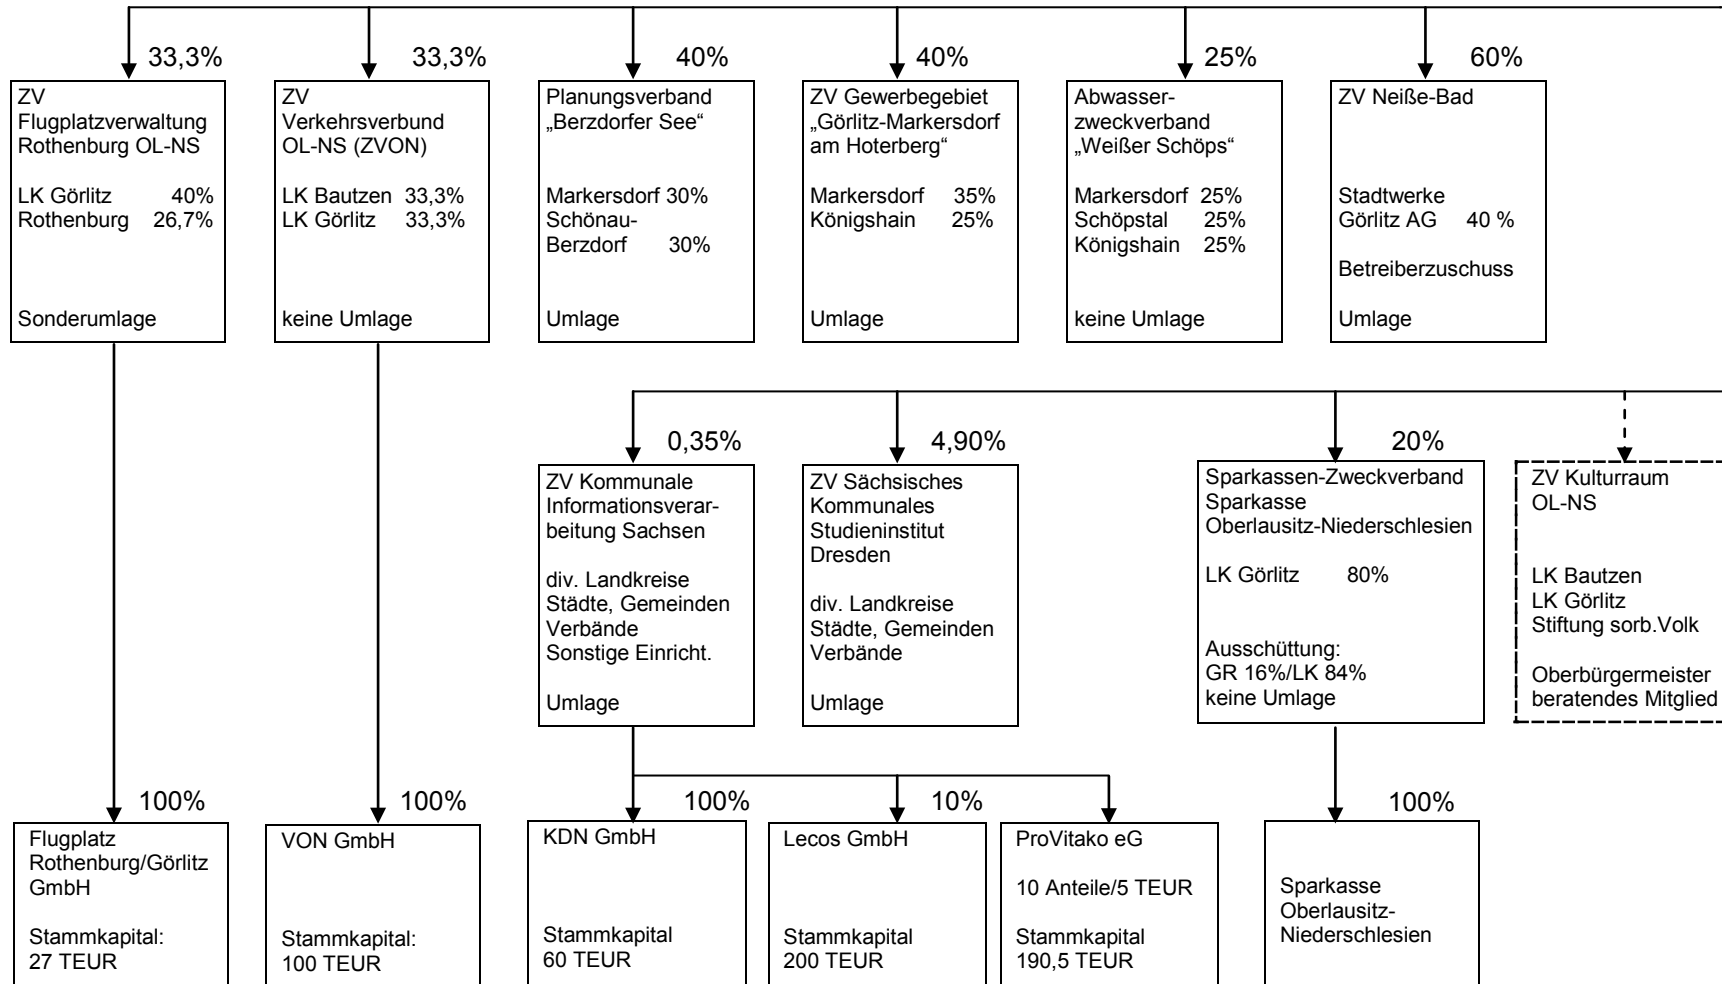 33,3%
ZV
Flugplatzverwaltung
Rothenburg OL-NS
LK Görlitz 40%
Rothenburg 26,7%
Sonderumlage
33,3%
ZV
Verkehrsverbund
OL-NS (ZVON)
LK Bautzen 33,3%
LK Görlitz 33,3%
keine Umlage
40%
Planungsverband
„Berzdorfer See“
Markersdorf 30%
Schönau-
Berzdorf 30%
Umlage
40%
ZV Gewerbegebiet
„Görlitz-Markersdorf
am Hoterberg“
Markersdorf 35%
Königshain 25%
Umlage
25%
Abwasser-
zweckverband
„Weißer Schöps“
Markersdorf 25%
Schöpstal 25%
Königshain 25%
keine Umlage
60%
ZV Neiße-Bad
Stadtwerke
Görlitz AG 40 %
Betreiberzuschuss
Umlage
0,35%
ZV Kommunale
Informationsverar-
beitung Sachsen
div. Landkreise
Städte, Gemeinden
Verbände
Sonstige Einricht.
Umlage
4,90%
ZV Sächsisches
Kommunales
Studieninstitut
Dresden
div. Landkreise
Städte, Gemeinden
Verbände
Umlage
20%
Sparkassen-Zweckverband
Sparkasse
Oberlausitz-Niederschlesien
LK Görlitz 80%
Ausschüttung:
GR 16%/LK 84%
keine Umlage
ZV Kulturraum
OL-NS
LK Bautzen
LK Görlitz
Stiftung sorb.Volk
Oberbürgermeister
beratendes Mitglied
100%
Flugplatz
Rothenburg/Görlitz
GmbH
Stammkapital:
27 TEUR
100%
VON GmbH
Stammkapital:
100 TEUR
100%
KDN GmbH
Stammkapital
60 TEUR
10%
Lecos GmbH
Stammkapital
200 TEUR
ProVitako eG
10 Anteile/5 TEUR
Stammkapital
190,5 TEUR
100%
Sparkasse
Oberlausitz-
Niederschlesien